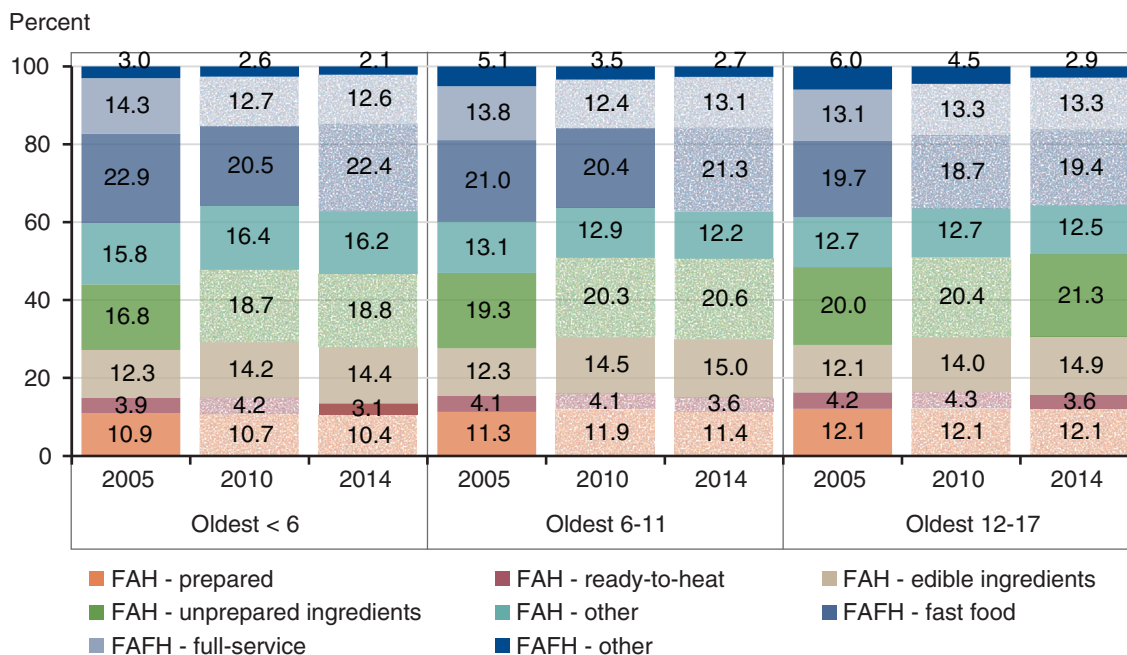 Percent
3.0 2.6 2.1 5.1 3.5 2.7 6.0 4.5 2.9
100
14.3 12.7 12.6 13.8 12.4 13.1 13.1 13.3 13.3
80
22.9 20.5 22.4 21.0 20.4 21.3 19.7 18.7 19.4
60
15.8 16.4 16.2 13.1 12.9 12.2 12.7 12.7 12.5
40
16.8 18.7 18.8 19.3 20.3 20.6 20.0 20.4 21.3
20
12.3 14.2 14.4 12.3 14.5 15.0 12.1 14.0 14.9
3.9 4.2 3.1 4.1 4.1 3.6 4.2 4.3 3.6
10.9 10.7 10.4 11.3 11.9 11.4 12.1 12.1 12.1
0
2005 2010 2014 2005 2010 2014 2005 2010 2014
Oldest < 6 Oldest 6-11 Oldest 12-17
FAH - prepared FAH - ready-to-heat FAH - edible ingredients
FAH - unprepared ingredients FAH - other FAFH - fast food
FAFH - full-service FAFH - other